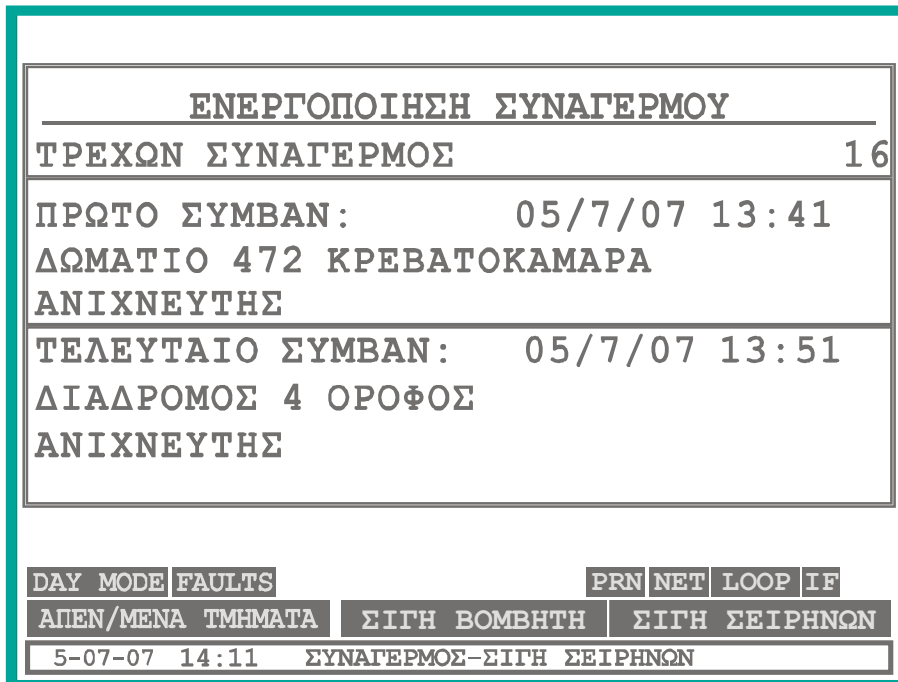 ΕΝΕΡΓΟΠΟΙΗΣΗ ΣΥΝΑΓΕΡΜΟΥ
ΤΡΕΧΩΝ ΣΥΝΑΓΕΡΜΟΣ 16
ΠΡΩΤΟ ΣΥΜΒΑΝ: 05/7/07 13:41
ΔΩΜΑΤΙΟ 472 ΚΡΕΒΑΤΟΚΑΜΑΡΑ
ΑΝΙΧΝΕΥΤΗΣ
ΤΕΛΕΥΤΑΙΟ ΣΥΜΒΑΝ: 05/7/07 13:51
ΔΙΑΔΡΟΜΟΣ 4 ΟΡΟΦΟΣ
ΑΝΙΧΝΕΥΤΗΣ
DAY MODE FAULTS PRN NET LOOP IF
ΑΠΕΝ/ΜΕΝΑ ΤΜΗΜΑΤΑ ΣΙΓΗ ΒΟΜΒΗΤΗ ΣΙΓΗ ΣΕΙΡΗΝΩΝ
5-07-07 14:11 ΣΥΝΑΓΕΡΜΟΣ-ΣΙΓΗ ΣΕΙΡΗΝΩΝ